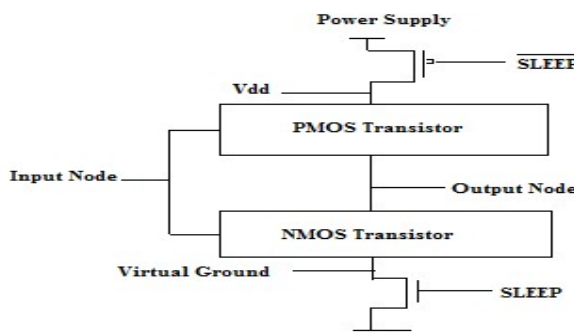 Power Supply
SLEEP
Vdd
PMOS Transistor
Input Node
Output Node
NMOS Transistor
Virtual Ground
SLEEP